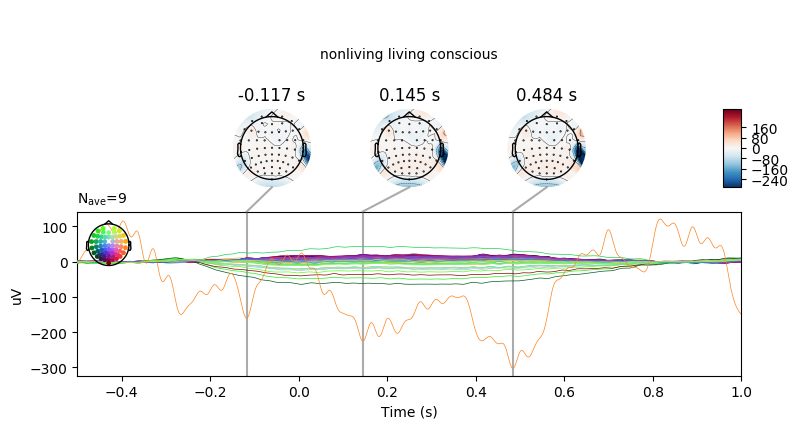 nonliving living conscious
-0.117 s 0.145 s 0.484 s
160
80
0
−80
−160
−240
Nave=9
100
0
−100
−200
−300
uV
−0.4 −0.2 0.0 0.2 0.4 0.6 0.8 1.0
Time (s)